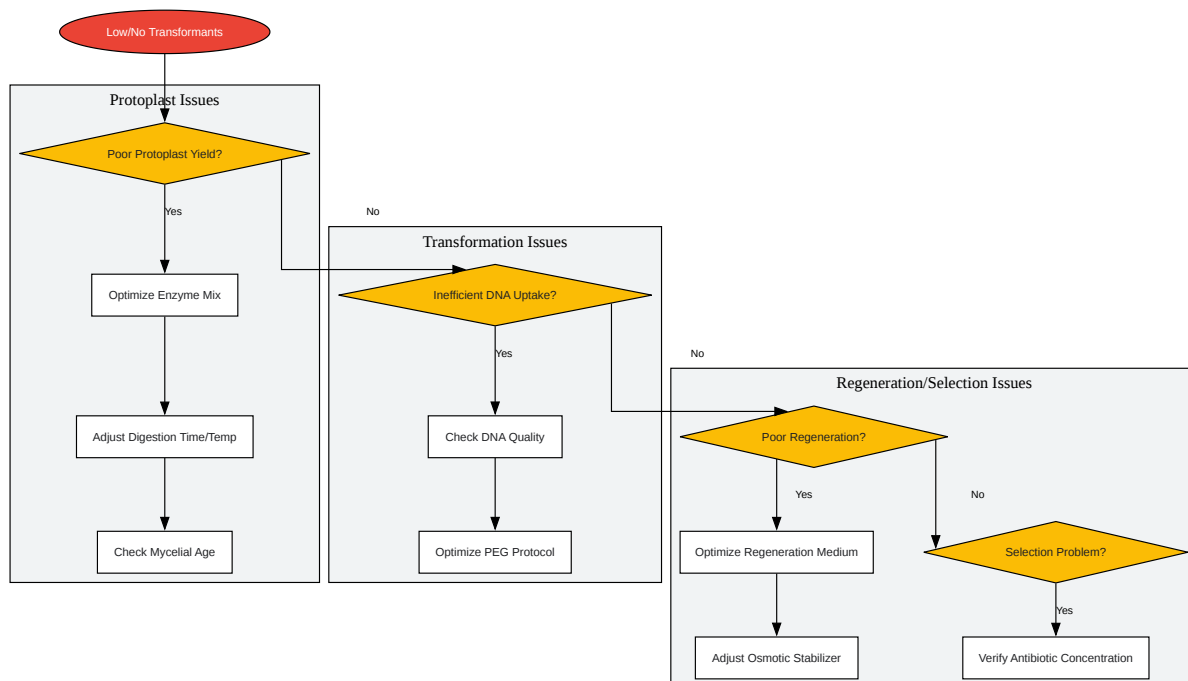 Low/No Transformants
Protoplast Issues
Poor Protoplast Yield?
Yes
No
Optimize Enzyme Mix
Adjust Digestion Time/Temp
Check Mycelial Age
Transformation Issues
Inefficient DNA Uptake?
Yes
No
Check DNA Quality
Optimize PEG Protocol
Regeneration/Selection Issues
Poor Regeneration?
Yes
No
Optimize Regeneration Medium
Adjust Osmotic Stabilizer
Selection Problem?
Yes
Verify Antibiotic Concentration